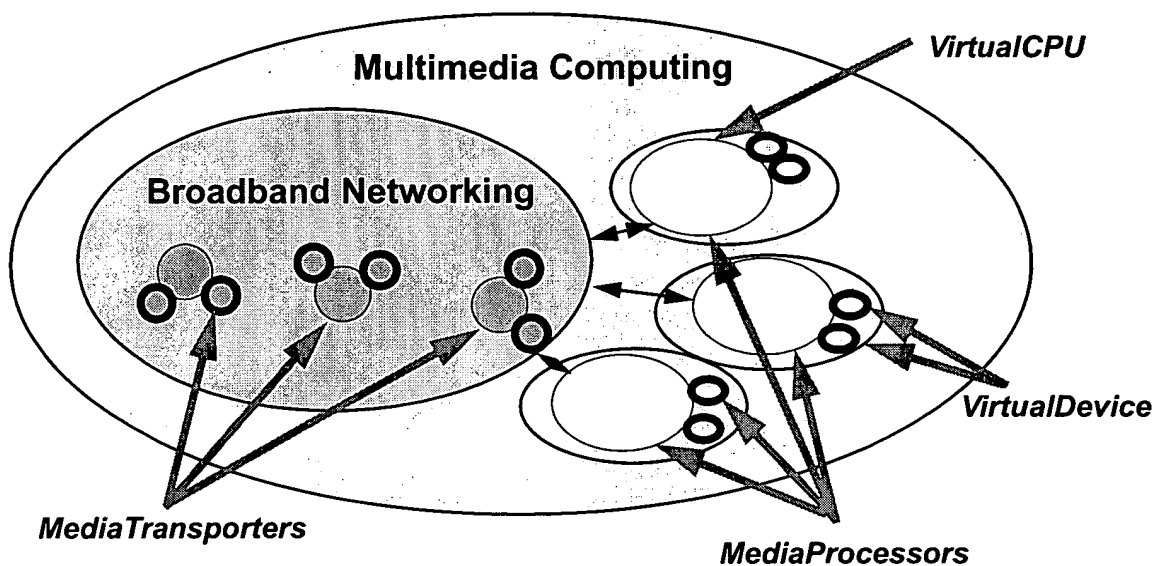 VirtualCPU
Multimedia Computing
Broadband Networking
VirtualDevice
MediaTransporters
MediaProcessors